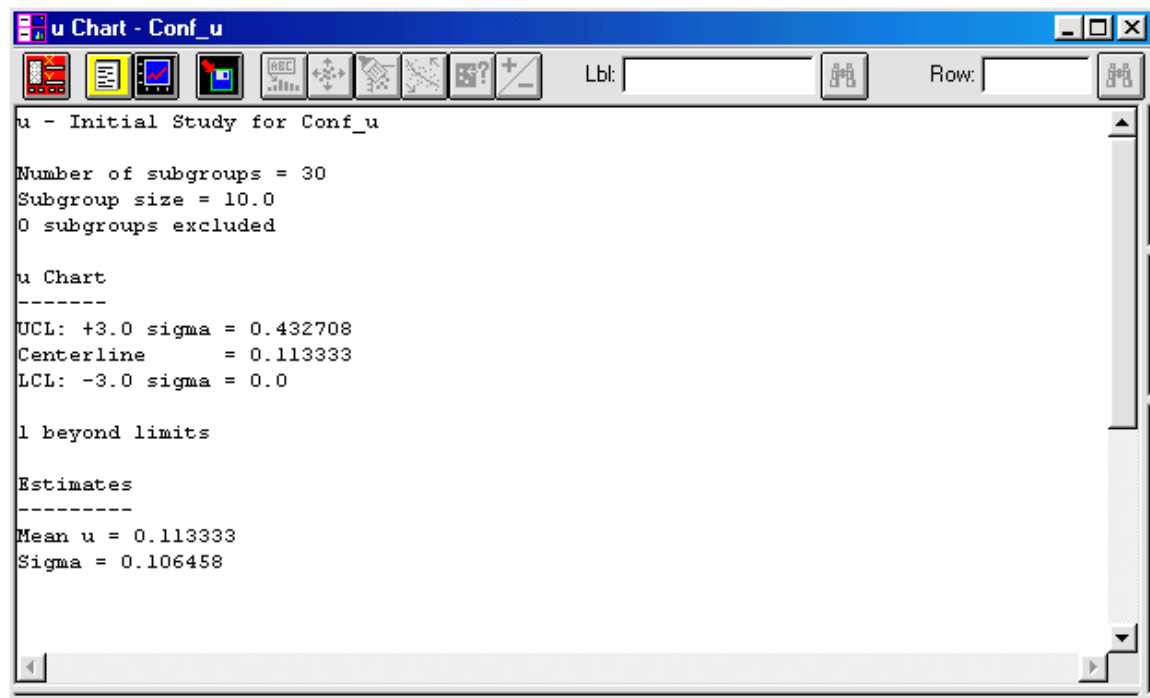 u Chart - Conf_u
ABC
Lbl:
Row:
u - Initial Study for Conf_u
Number of subgroups = 30
Subgroup size = 10.0
0 subgroups excluded
u Chart
-------
UCL: +3.0 sigma = 0.432708
Centerline      = 0.113333
LCL: -3.0 sigma = 0.0
1 beyond limits
Estimates
---------
Mean u = 0.113333
Sigma = 0.106458